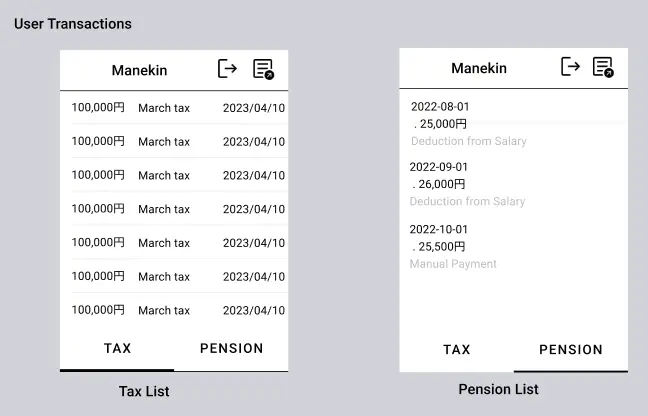 User Transactions
Manekin
100,000円 March tax 2023/04/10
100,000円 March tax 2023/04/10
100,000円 March tax 2023/04/10
100,000円 March tax 2023/04/10
100,000円 March tax 2023/04/10
100,000円 March tax 2023/04/10
100,000円 March tax 2023/04/10
TAX PENSION
Tax List
Manekin
2022-08-01
. 25,000円
Deduction from Salary
2022-09-01
. 26,000円
Deduction from Salary
2022-10-01
. 25,500円
Manual Payment
TAX PENSION
Pension List